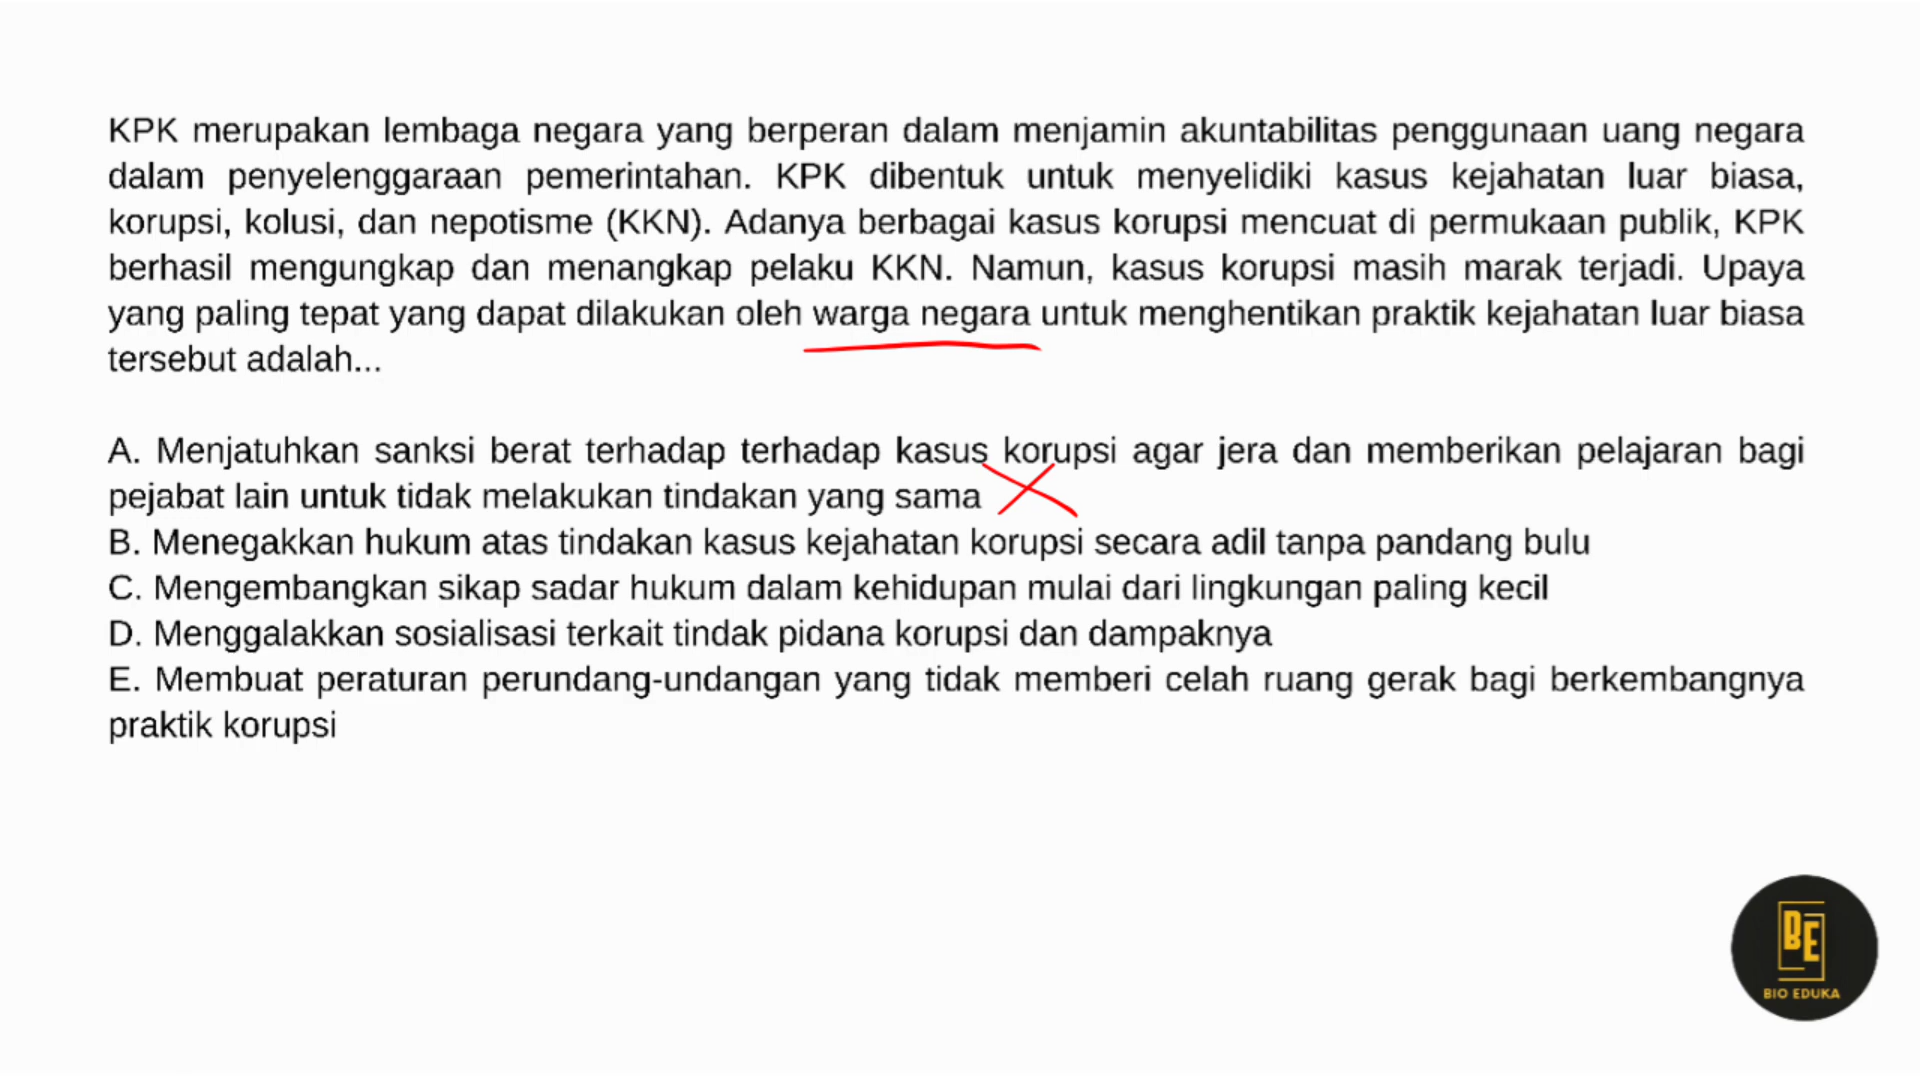 KPK merupakan lembaga negara yang berperan dalam menjamin akuntabilitas penggunaan uang negara
dalam penyelenggaraan pemerintahan. KPK dibentuk untuk menyelidiki kasus kejahatan luar biasa,
korupsi, kolusi, dan nepotisme (KKN). Adanya berbagai kasus korupsi mencuat di permukaan publik, KPK
berhasil mengungkap dan menangkap pelaku KKN. Namun, kasus korupsi masih marak terjadi. Upaya
yang paling tepat yang dapat dilakukan oleh warga negara untuk menghentikan praktik kejahatan luar biasa
tersebut adalah...
A. Menjatuhkan sanksi berat terhadap terhadap kasus korupsi agar jera dan memberikan pelajaran bagi
pejabat lain untuk tidak melakukan tindakan yang sama
B. Menegakkan hukum atas tindakan kasus kejahatan korupsi secara adil tanpa pandang bulu
C. Mengembangkan sikap sadar hukum dalam kehidupan mulai dari lingkungan paling kecil
D. Menggalakkan sosialisasi terkait tindak pidana korupsi dan dampaknya
E. Membuat peraturan perundang-undangan yang tidak memberi celah ruang gerak bagi berkembangnya
praktik korupsi
BE
BIO EDUKA